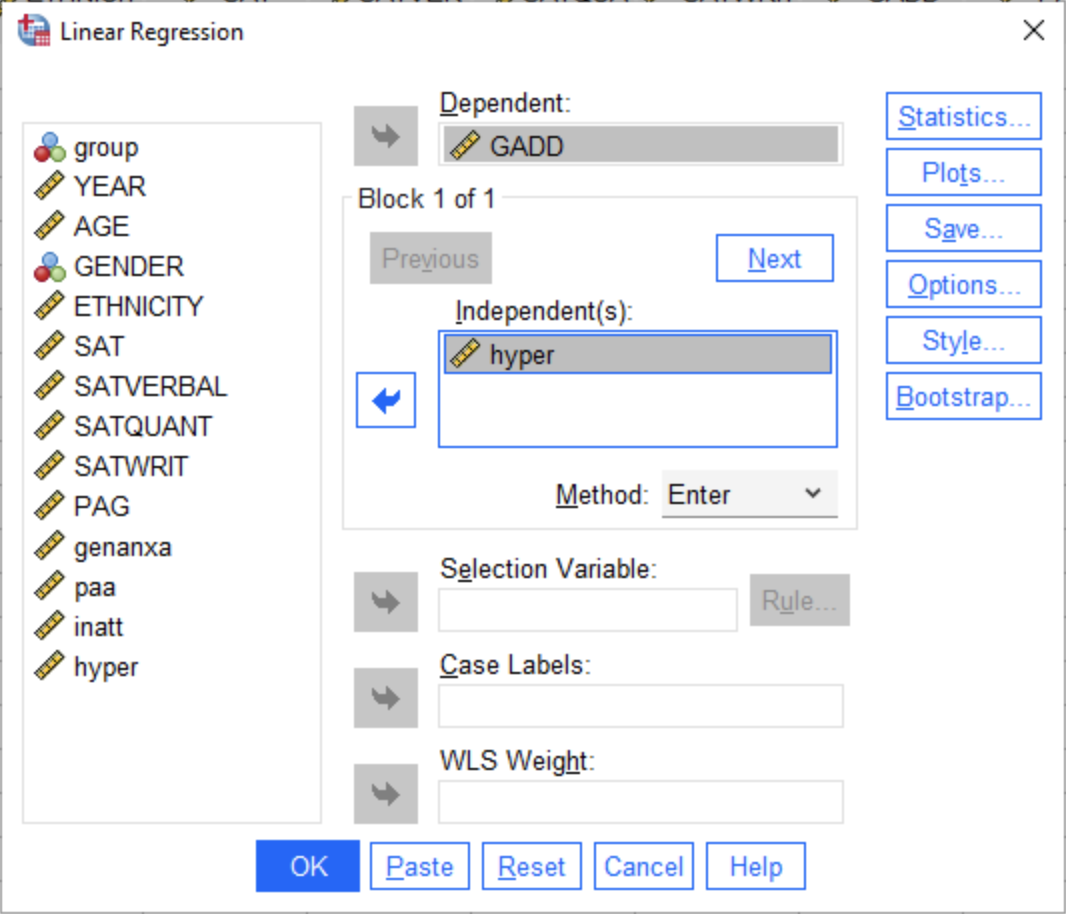 Linear Regression
group
YEAR
AGE
GENDER
ETHNICITY
SAT
SATVERBAL
SATQUANT
SATWRIT
PAG
genanxa
paa
inatt
hyper
Dependent:
GADD
Block 1 of 1
Previous
Next
Independent(s):
hyper
Method:
Enter
Selection Variable:
Rule...
Case Labels:
WLS Weight:
Statistics...
Plots...
Save...
Options...
Style...
Bootstrap...
OK
Paste
Reset
Cancel
Help